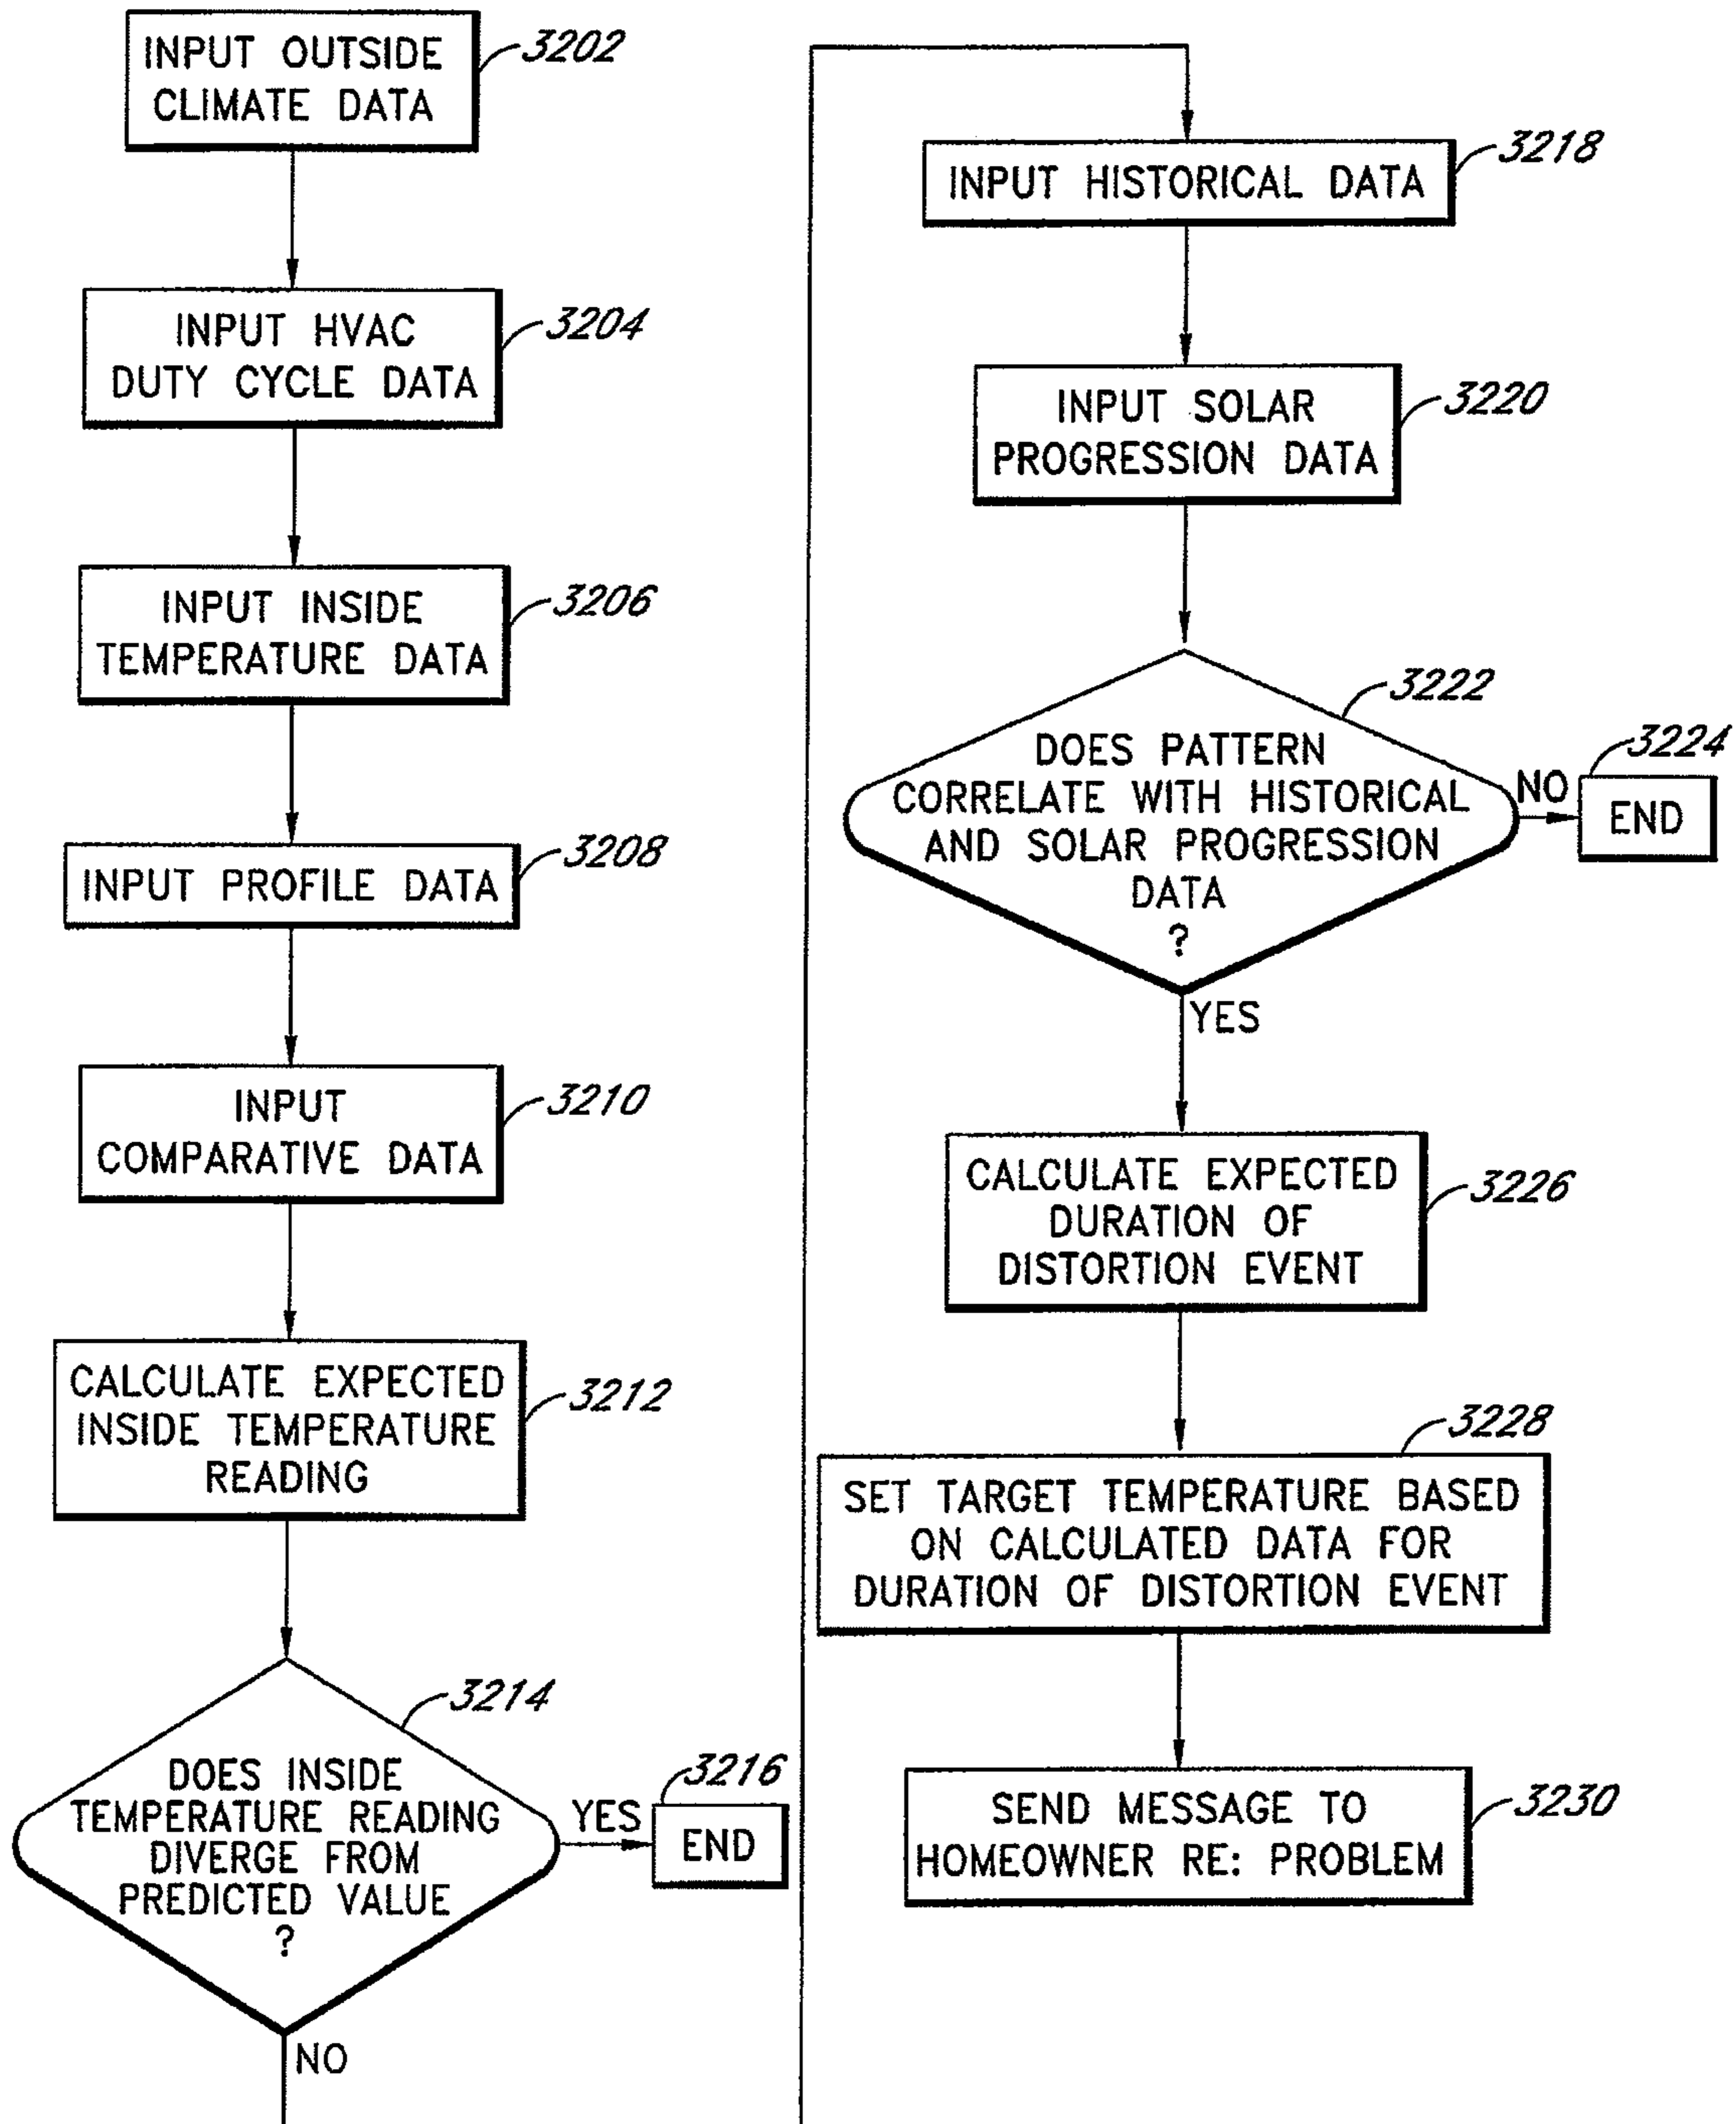 INPUT OUTSIDE
CLIMATE DATA
3202
INPUT HVAC
DUTY CYCLE DATA
3204
INPUT INSIDE
TEMPERATURE DATA
3206
INPUT PROFILE DATA
3208
INPUT
COMPARATIVE DATA
3210
CALCULATE EXPECTED
INSIDE TEMPERATURE
READING
3212
3214
DOES INSIDE
TEMPERATURE READING
DIVERGE FROM
PREDICTED VALUE
?
YES
3216
END
NO
INPUT HISTORICAL DATA
3218
INPUT SOLAR
PROGRESSION DATA
3220
3222
DOES PATTERN
CORRELATE WITH HISTORICAL
AND SOLAR PROGRESSION
DATA
?
NO
3224
END
YES
CALCULATE EXPECTED
DURATION OF
DISTORTION EVENT
3226
3228
SET TARGET TEMPERATURE BASED
ON CALCULATED DATA FOR
DURATION OF DISTORTION EVENT
SEND MESSAGE TO
HOMEOWNER RE: PROBLEM
3230